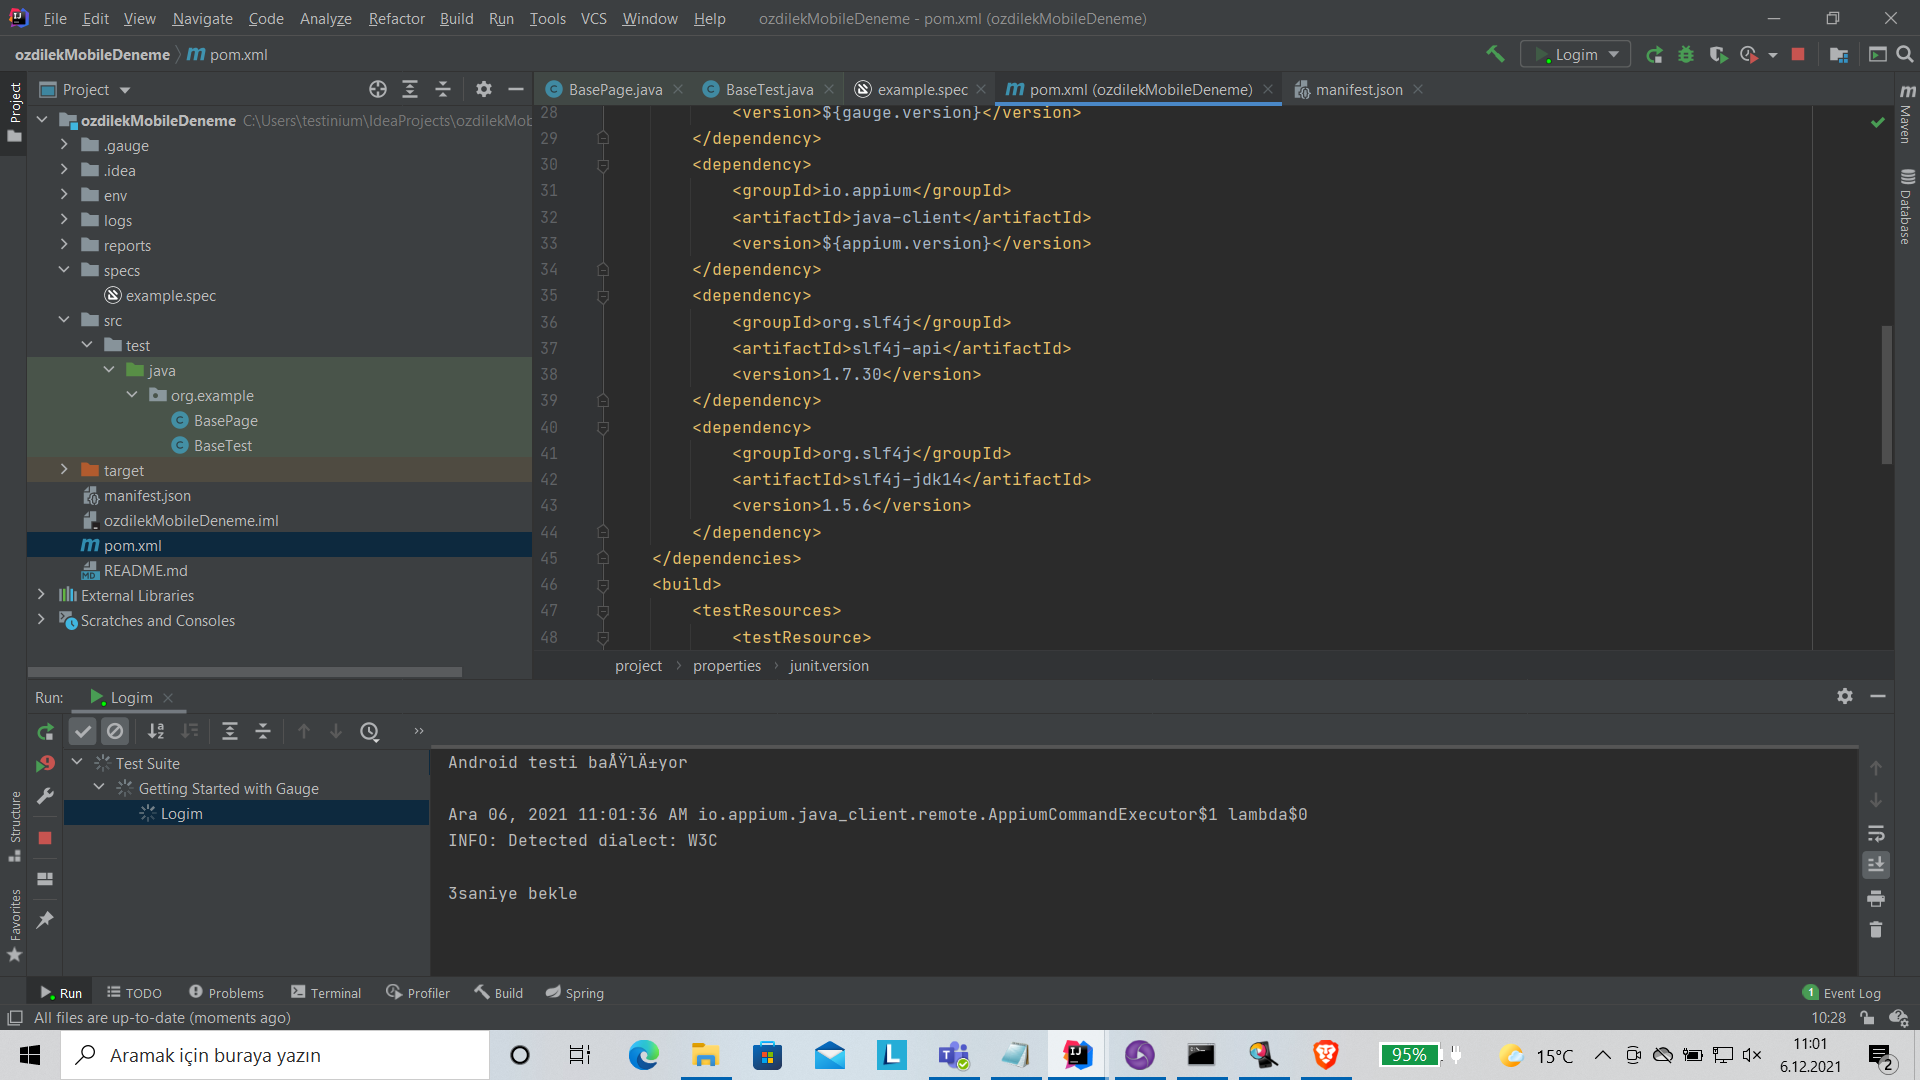 File Edit View Navigate Code Analyze Refactor Build Run Tools VCS Window Help ozdilekMobileDeneme - pom.xml (ozdilekMobileDeneme)
ozdilekMobileDeneme pom.xml
Logim
Project
BasePage.java BaseTest.java example.spec pom.xml (ozdilekMobileDeneme) manifest.json
Project
Maven
Database
ozdilekMobileDeneme C:\Users\testinium\IdeaProjects\ozdilekMob
.gauge
.idea
env
logs
reports
specs
example.spec
src
test
java
org.example
BasePage
BaseTest
target
manifest.json
ozdilekMobileDeneme.iml
pom.xml
README.md
External Libraries
Scratches and Consoles
28 <version>${gauge.version}</version>
29 </dependency>
30 <dependency>
31 <groupId>io.appium</groupId>
32 <artifactId>java-client</artifactId>
33 <version>${appium.version}</version>
34 </dependency>
35 <dependency>
36 <groupId>org.slf4j</groupId>
37 <artifactId>slf4j-api</artifactId>
38 <version>1.7.30</version>
39 </dependency>
40 <dependency>
41 <groupId>org.slf4j</groupId>
42 <artifactId>slf4j-jdk14</artifactId>
43 <version>1.5.6</version>
44 </dependency>
45 </dependencies>
46 <build>
47 <testResources>
48 <testResource>
project properties junit.version
Run: Logim
Test Suite
Getting Started with Gauge
Logim
Android testi baÅŸlÄ±yor
Ara 06, 2021 11:01:36 AM io.appium.java_client.remote.AppiumCommandExecutor$1 lambda$0
INFO: Detected dialect: W3C
3saniye bekle
Structure
Favorites
Run TODO Problems Terminal Profiler Build Spring 1 Event Log
All files are up-to-date (moments ago) 10:28
Aramak için buraya yazın
95% 15°C
11:01
6.12.2021
2